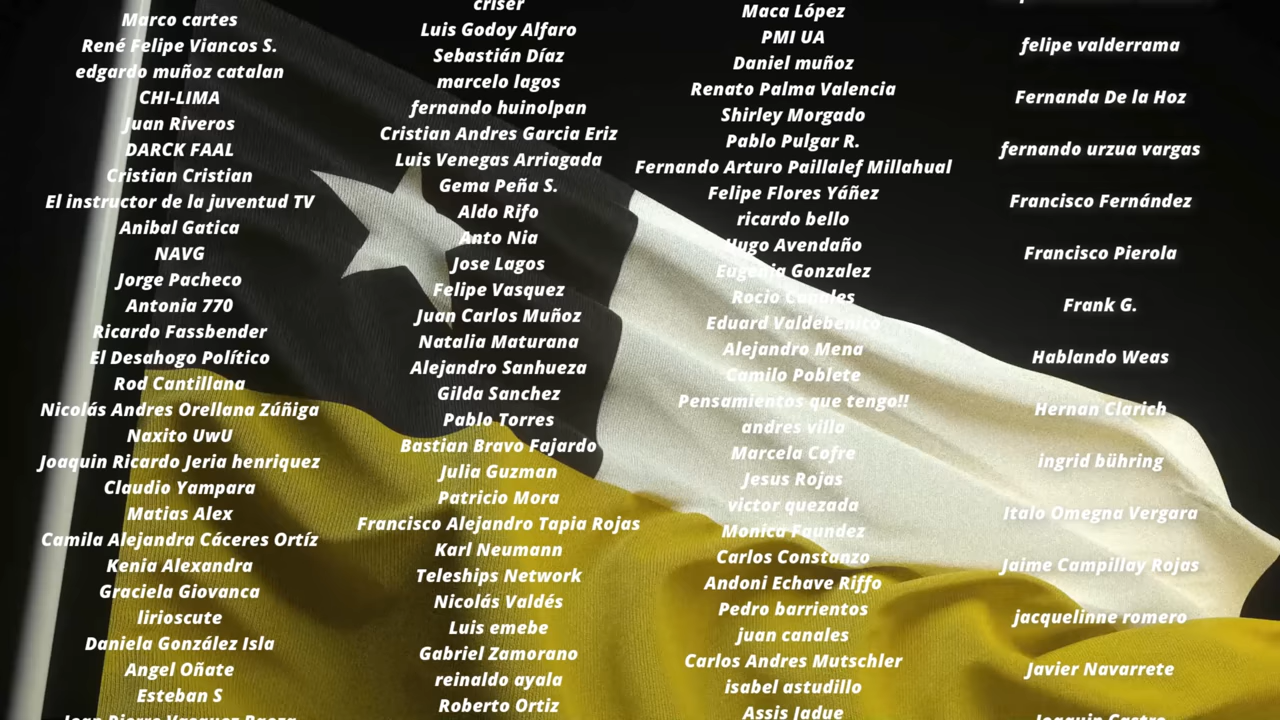 Marco cartes
René Felipe Viancos S.
edgardo muñoz catalan
CHI-LIMA
Juan Riveros
DARCK FAAL
Cristian Cristian
El instructor de la juventud TV
Anibal Gatica
NAVG
Jorge Pacheco
Antonia 770
Ricardo Fassbender
El Desahogo Político
Rod Cantillana
Nicolás Andres Orellana Zúñiga
Naxito UwU
Joaquin Ricardo Jeria henriquez
Claudio Yampara
Matias Alex
Camila Alejandra Cáceres Ortíz
Kenia Alexandra
Graciela Giovanca
lirioscute
Daniela González Isla
Angel Oñate
Esteban S
criser
Luis Godoy Alfaro
Sebastián Díaz
marcelo lagos
fernando huinolpan
Cristian Andres Garcia Eriz
Luis Venegas Arriagada
Gema Peña S.
Aldo Rifo
Anto Nia
Jose Lagos
Felipe Vasquez
Juan Carlos Muñoz
Natalia Maturana
Alejandro Sanhueza
Gilda Sanchez
Pablo Torres
Bastian Bravo Fajardo
Julia Guzman
Patricio Mora
Francisco Alejandro Tapia Rojas
Karl Neumann
Teleships Network
Nicolás Valdés
Luis emebe
Gabriel Zamorano
reinaldo ayala
Roberto Ortiz
Maca López
PMI UA
Daniel muñoz
Renato Palma Valencia
Shirley Morgado
Pablo Pulgar R.
Fernando Arturo Paillalef Millahual
Felipe Flores Yáñez
ricardo bello
Hugo Avendaño
Eugenia Gonzalez
Rocio Canales
Eduard Valdebenito
Alejandro Mena
Camilo Poblete
Pensamientos que tengo!!
andres villa
Marcela Cofre
Jesus Rojas
victor quezada
Monica Faundez
Carlos Constanzo
Andoni Echave Riffo
Pedro barrientos
juan canales
Carlos Andres Mutschler
isabel astudillo
Assis Jadue
felipe valderrama
Fernanda De la Hoz
fernando urzua vargas
Francisco Fernández
Francisco Pierola
Frank G.
Hablando Weas
Hernan Clarich
ingrid bühring
Italo Omegna Vergara
Jaime Campillay Rojas
jacquelinne romero
Javier Navarrete